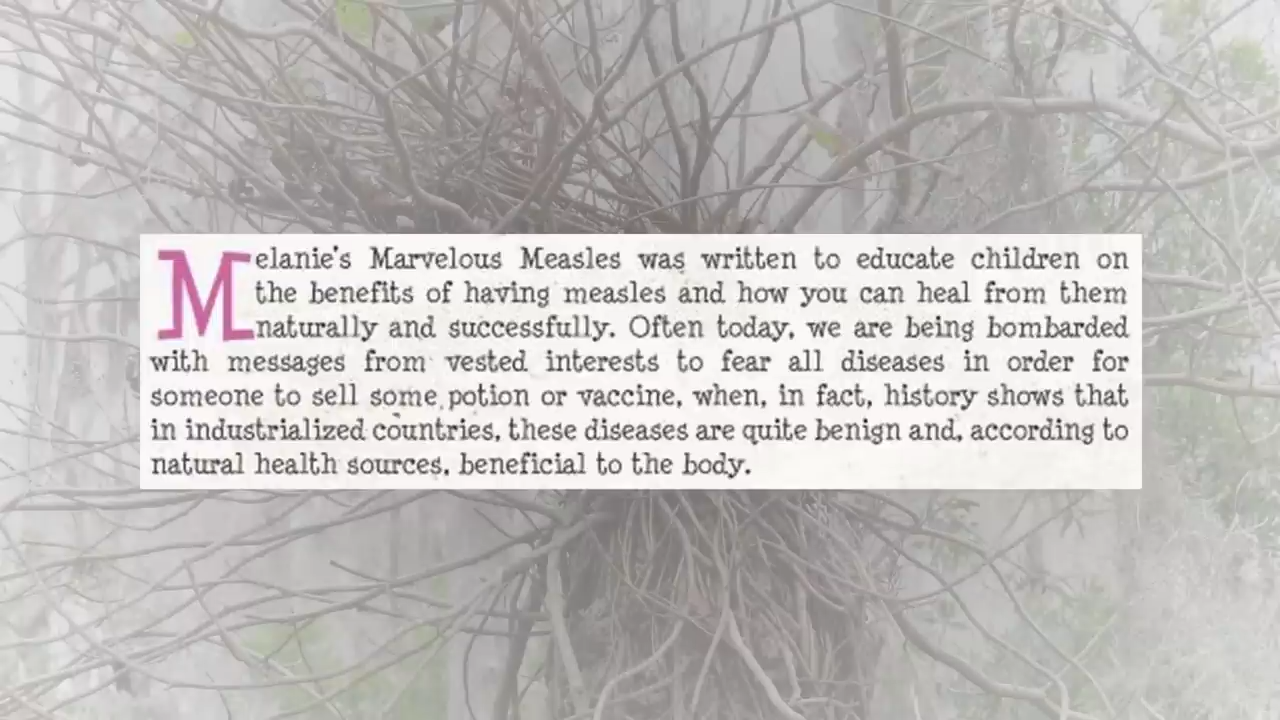 Melanie's Marvelous Measles was written to educate children on
the benefits of having measles and how you can heal from them
naturally and successfully. Often today, we are being bombarded
with messages from vested interests to fear all diseases in order for
someone to sell some potion or vaccine, when, in fact, history shows that
in industrialized countries, these diseases are quite benign and, according to
natural health sources, beneficial to the body.